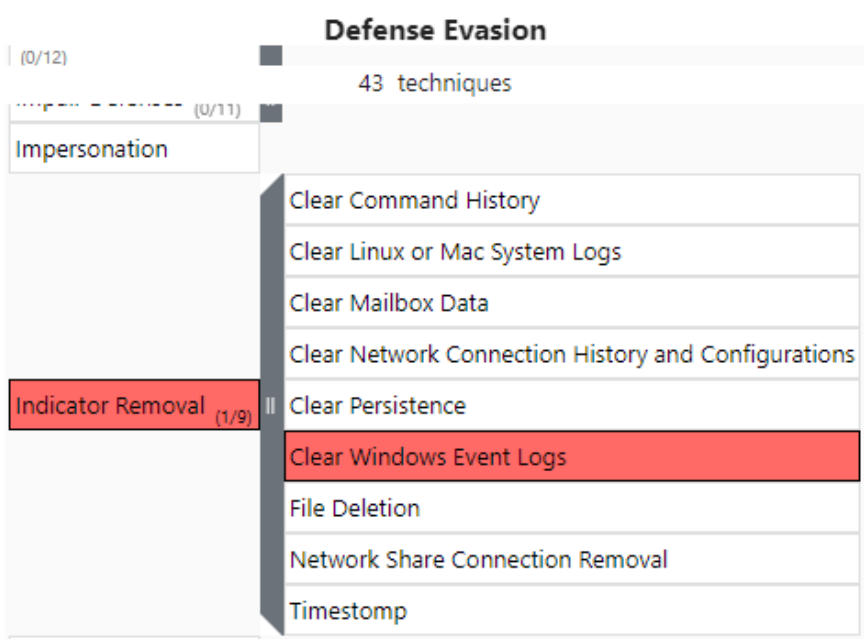 Defense Evasion
(0/12)
43 techniques
(0/11)
Impersonation
Clear Command History
Clear Linux or Mac System Logs
Clear Mailbox Data
Clear Network Connection History and Configurations
Indicator Removal (1/9)
Clear Persistence
Clear Windows Event Logs
File Deletion
Network Share Connection Removal
Timestomp